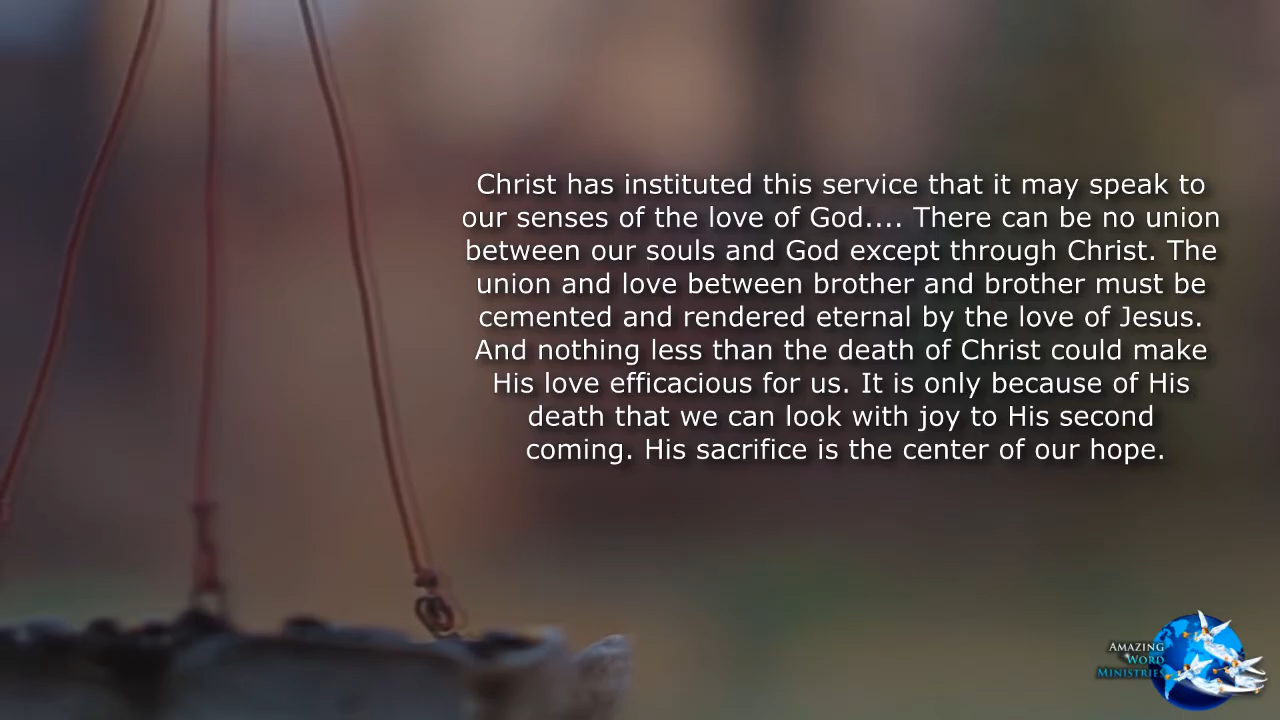 Christ has instituted this service that it may speak to
our senses of the love of God.... There can be no union
between our souls and God except through Christ. The
union and love between brother and brother must be
cemented and rendered eternal by the love of Jesus.
And nothing less than the death of Christ could make
His love efficacious for us. It is only because of His
death that we can look with joy to His second
coming. His sacrifice is the center of our hope.
AMAZING
WORD
MINISTRIES